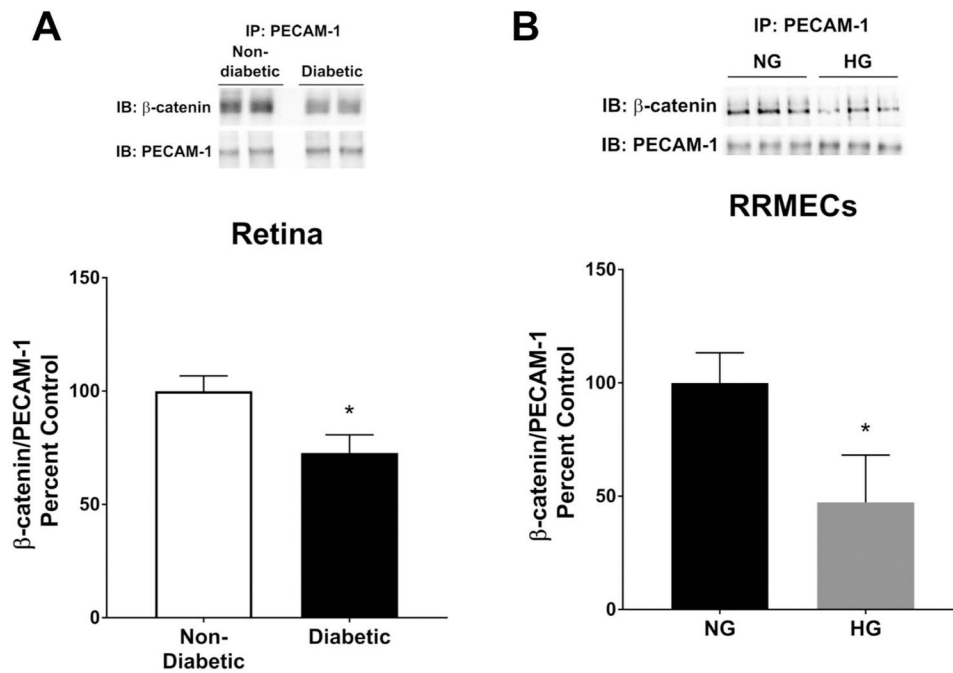 A
IP: PECAM-1
Non-
diabetic
Diabetic
IB: β-catenin
IB: PECAM-1
Retina
β-catenin/PECAM-1
Percent Control
150
100
50
0
*
Non-
Diabetic
Diabetic
B
IP: PECAM-1
NG
HG
IB: β-catenin
IB: PECAM-1
RRMECs
β-catenin/PECAM-1
Percent Control
150
100
50
0
*
NG
HG